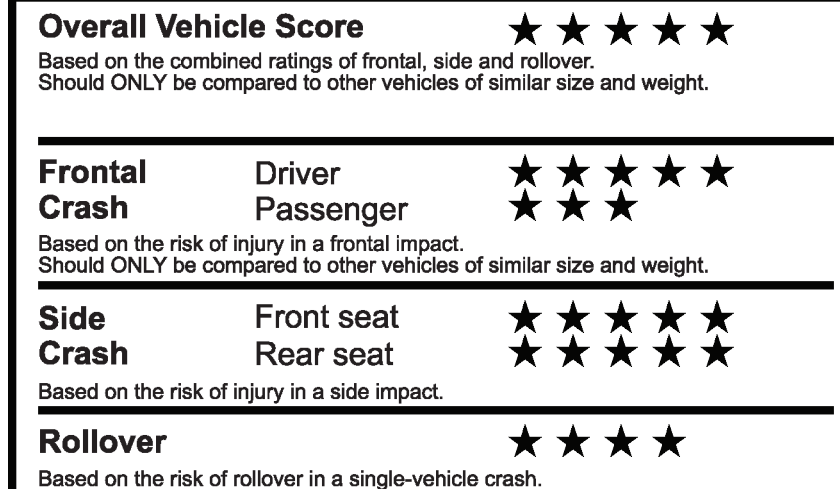 Overall Vehicle Score ★ ★ ★ ★ ★
Based on the combined ratings of frontal, side and rollover.
Should ONLY be compared to other vehicles of similar size and weight.
Frontal Driver ★ ★ ★ ★ ★
Crash Passenger ★ ★ ★
Based on the risk of injury in a frontal impact.
Should ONLY be compared to other vehicles of similar size and weight.
Side Front seat ★ ★ ★ ★ ★
Crash Rear seat ★ ★ ★ ★ ★
Based on the risk of injury in a side impact.
Rollover ★ ★ ★ ★
Based on the risk of rollover in a single-vehicle crash.